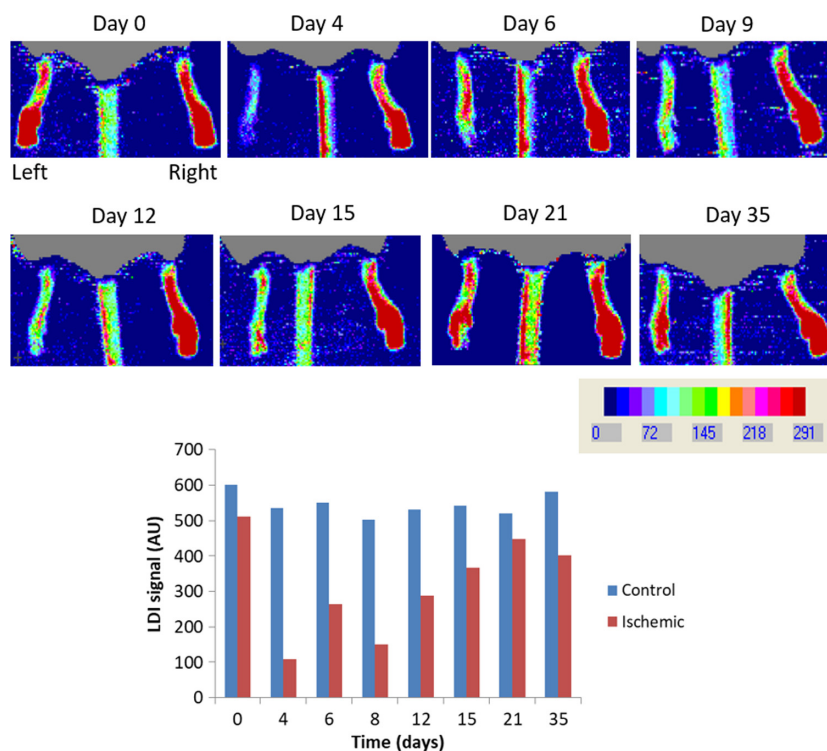 Day 0 Day 4 Day 6 Day 9
Left Right
Day 12 Day 15 Day 21 Day 35
0 72 145 218 291
700
600
500
400
300
200
100
0
LDI signal (AU)
Control
Ischemic
0 4 6 8 12 15 21 35
Time (days)